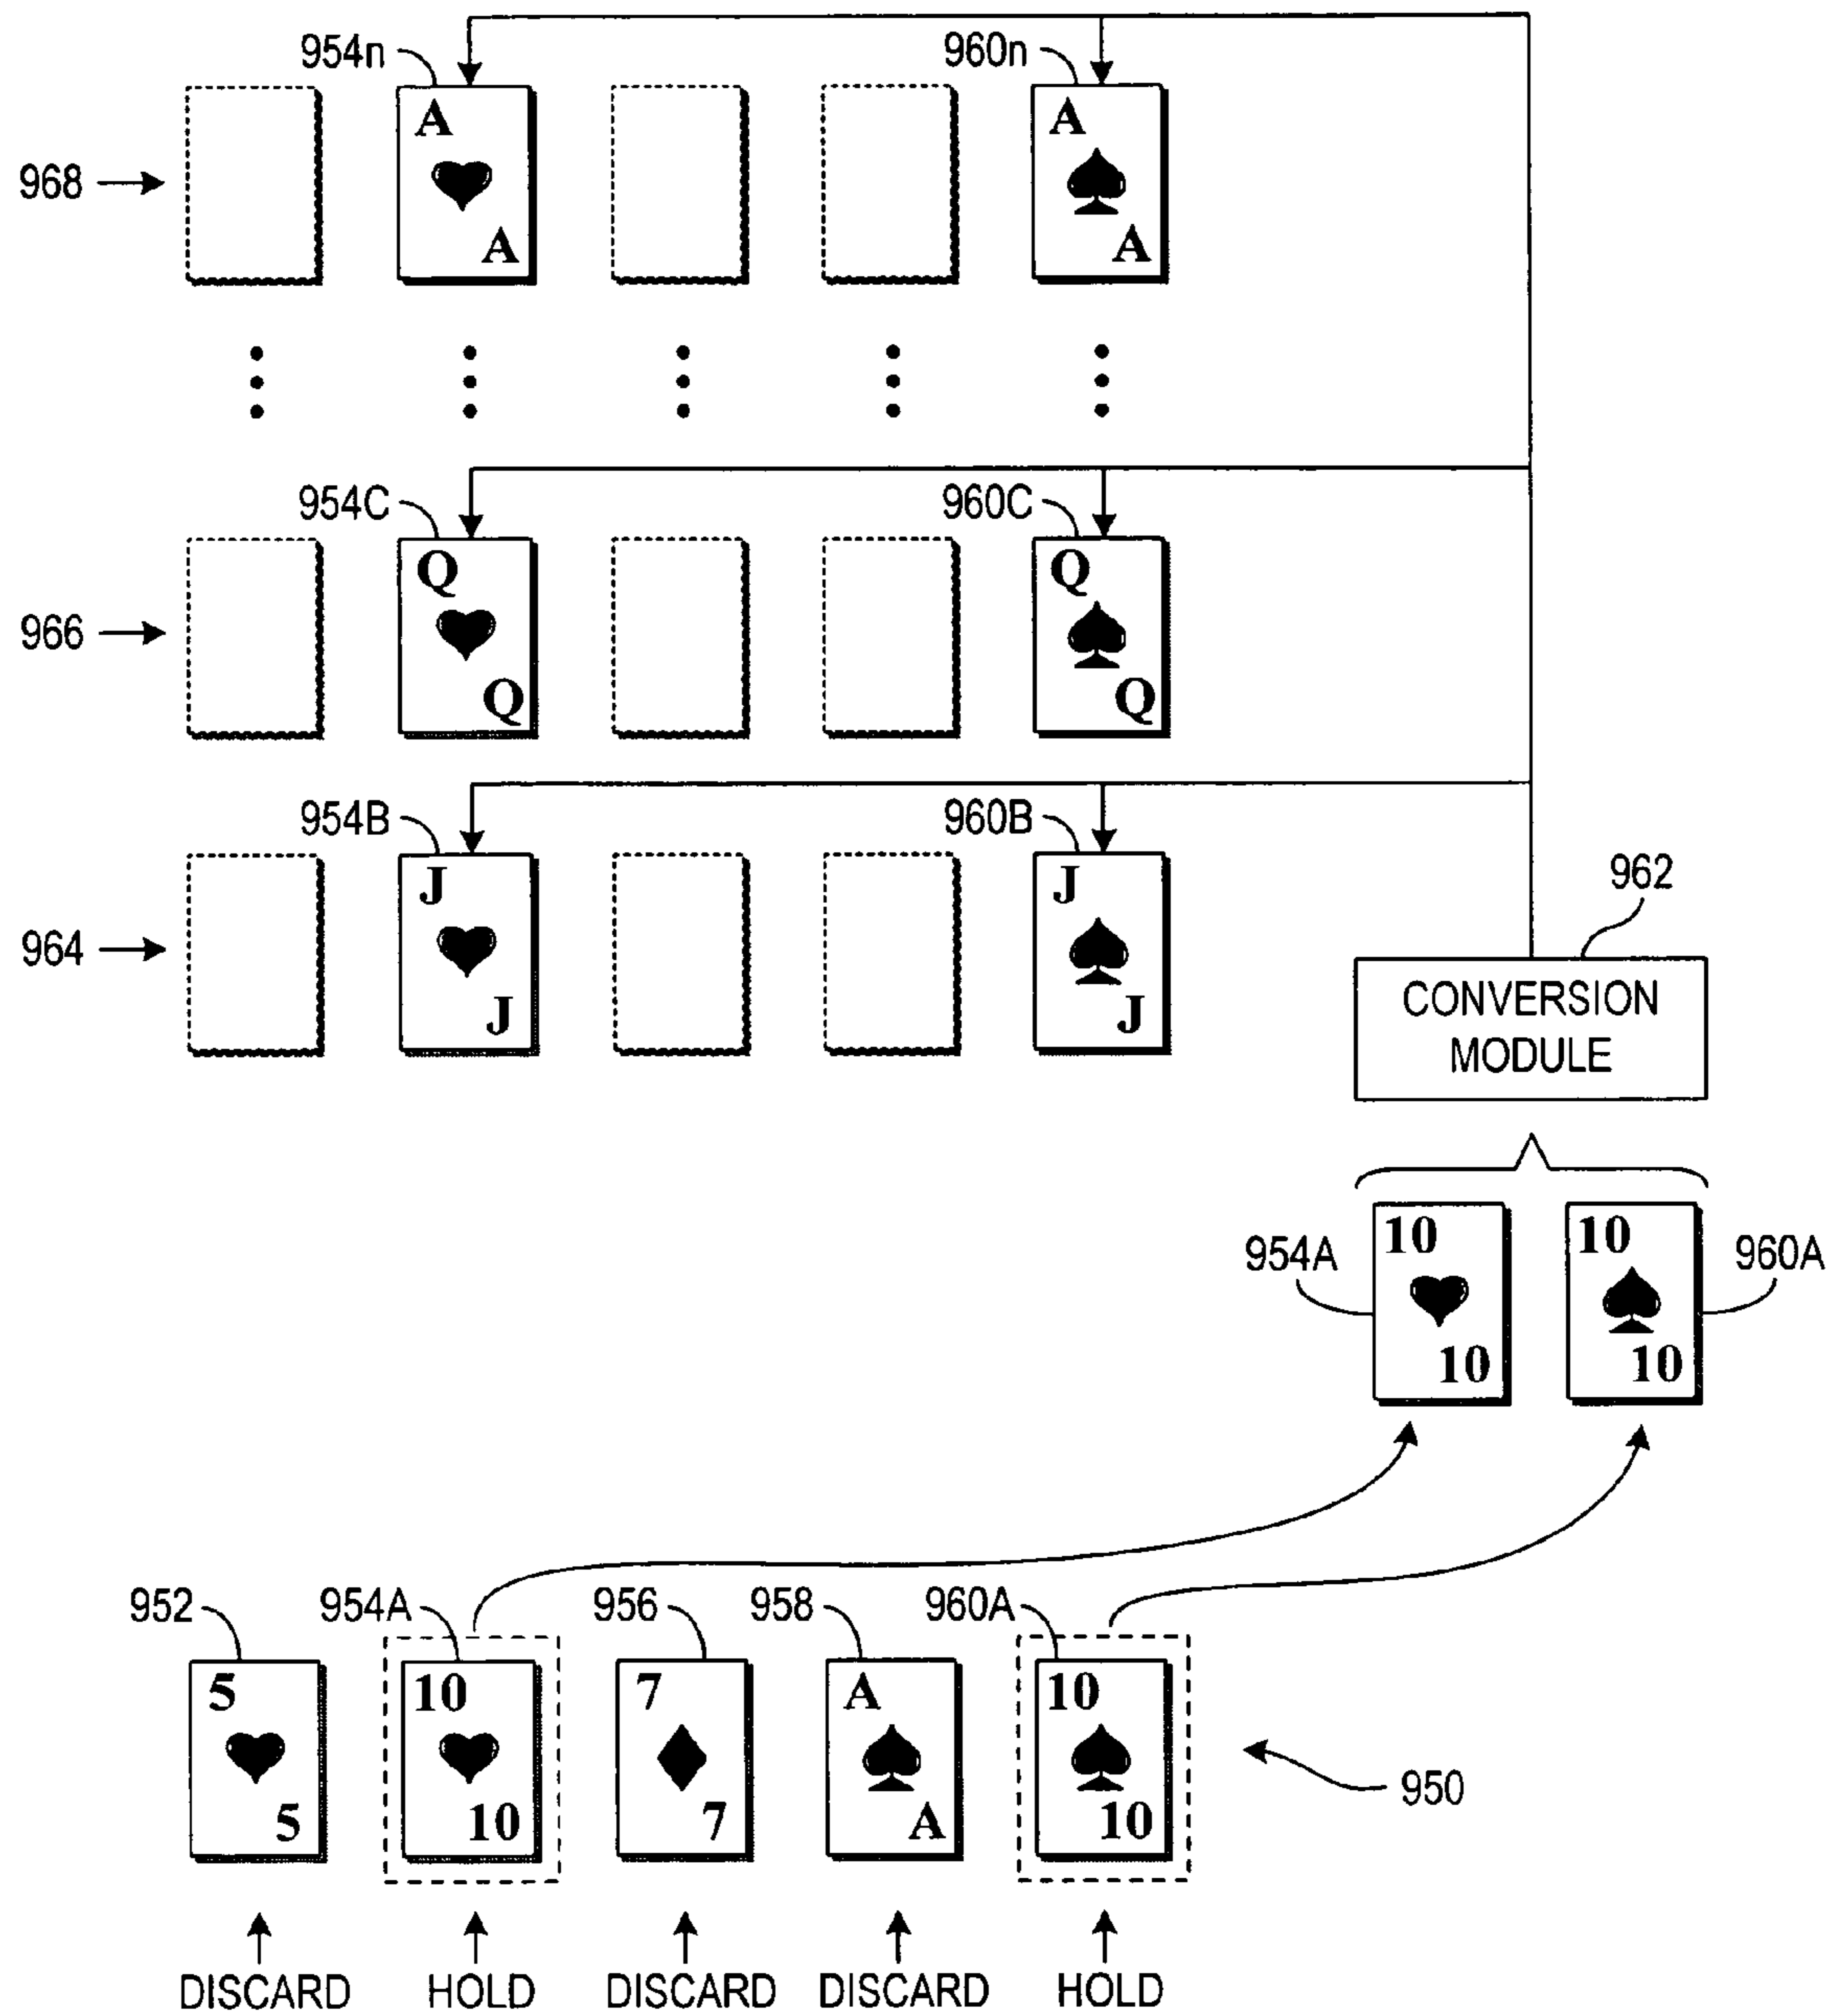 954n 960n
A A
968
A A
954C 960C
Q Q
966
Q Q
954B 960B
J J
962
964
CONVERSION
MODULE
J J
10 10
954A 960A
10 10
952 954A 956 958 960A
5 10 7 A 10
950
5 10 7 A 10
DISCARD HOLD DISCARD DISCARD HOLD